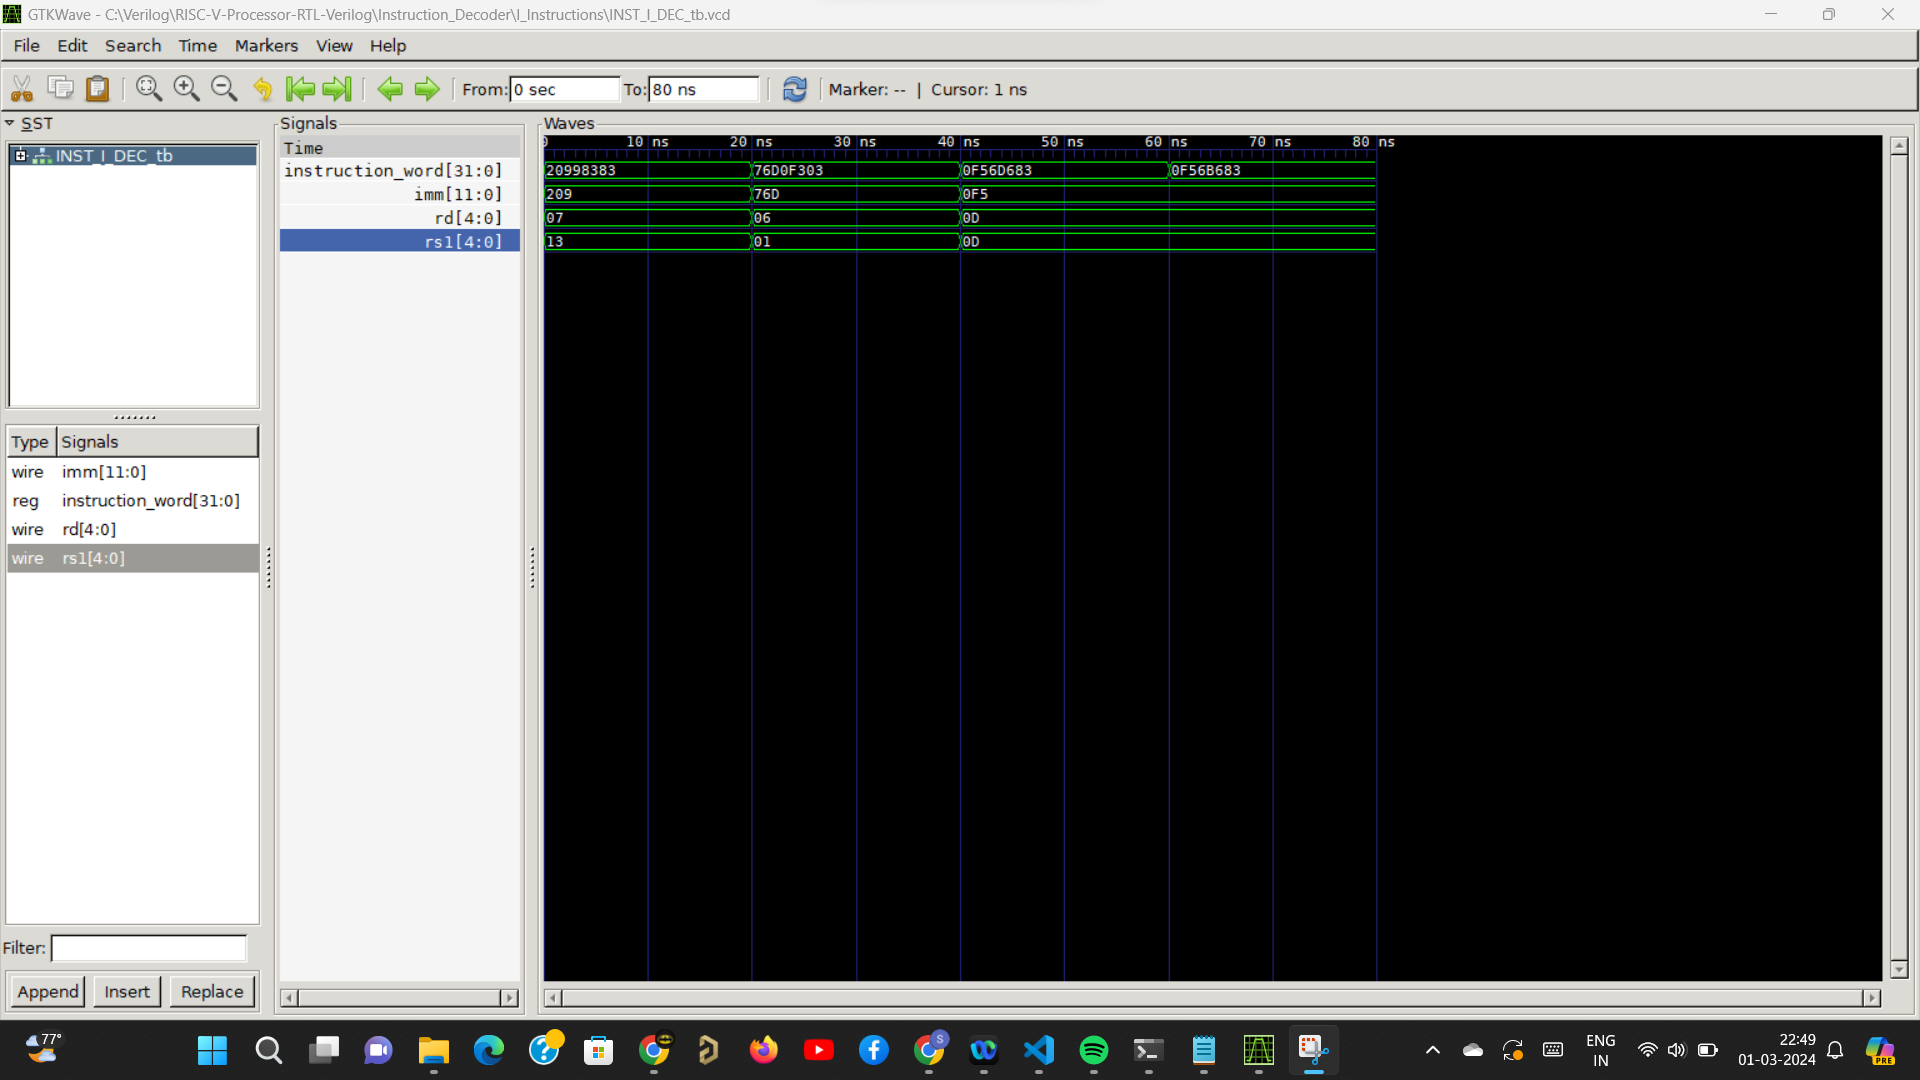 GTKWave - C:\Verilog\RISC-V-Processor-RTL-Verilog\Instruction_Decoder\I_Instructions\INST_I_DEC_tb.vcd
File Edit Search Time Markers View Help
From: 0 sec To: 80 ns Marker: -- | Cursor: 1 ns
SST
INST_I_DEC_tb
Type Signals
wire imm[11:0]
reg instruction_word[31:0]
wire rd[4:0]
wire rs1[4:0]
Filter:
Append Insert Replace
Signals
Time
instruction_word[31:0]
imm[11:0]
rd[4:0]
rs1[4:0]
Waves
0 10 ns 20 ns 30 ns 40 ns 50 ns 60 ns 70 ns 80 ns
20998383 76D0F303 0F56D683 0F56B683
209 76D 0F5
07 06 0D
13 01 0D
77°
S
ENG
IN
22:49
01-03-2024
PRE